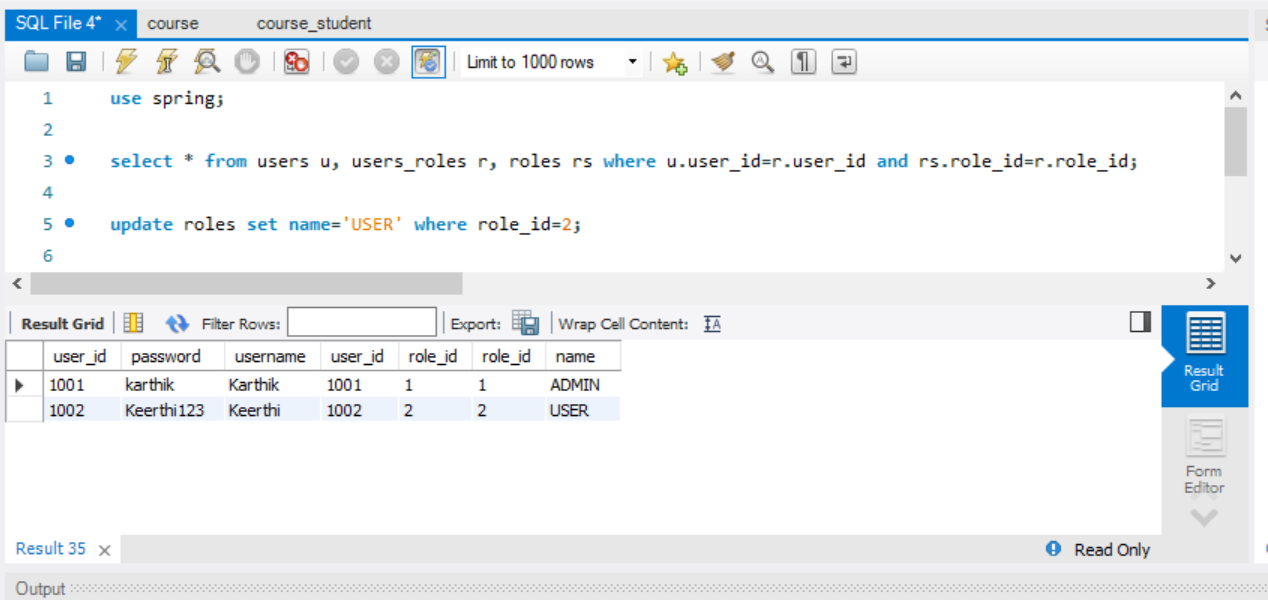 SQL File 4* course course_student
Limit to 1000 rows
1 use spring;
2
3 select * from users u, users_roles r, roles rs where u.user_id=r.user_id and rs.role_id=r.role_id;
4
5 update roles set name='USER' where role_id=2;
6
Result Grid Filter Rows: Export: Wrap Cell Content:
user_id password username user_id role_id role_id name
1001 karthik Karthik 1001 1 1 ADMIN
1002 Keerthi123 Keerthi 1002 2 2 USER
Result
Grid
Form
Editor
Result 35 Read Only
Output